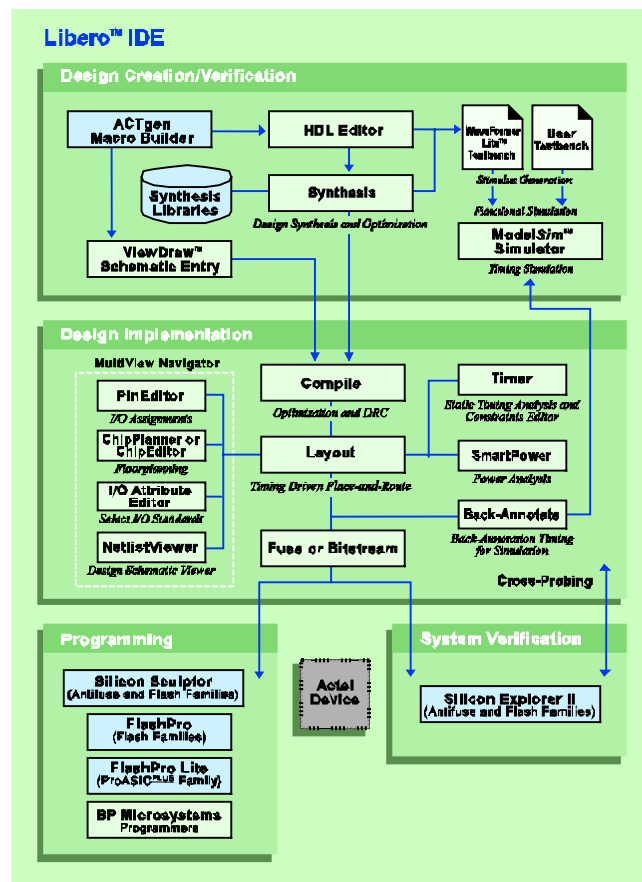 Libero™ IDE
Design Creation/Verification
ACTgen
Macro Builder
HDL Editor
WaveFormer
Lite™
Testbench
User
Testbench
Stimulus Generation
Synthesis
Libraries
Synthesis
Design Synthesis and Optimization
Functional Simulation
ModelSim™
Simulator
Timing Simulation
ViewDraw™
Schematic Entry
Design Implementation
MultiView Navigator
PinEditor
I/O Assignments
ChipPlanner or
ChipEditor
Floorplanning
I/O Attribute
Editor
Select I/O Standards
NetlistViewer
Design Schematic Viewer
Compile
Optimization and DRC
Layout
Timing Driven Place-and-Route
Fuse or Bitstream
Timer
Static Timing Analysis and
Constraints Editor
SmartPower
Power Analysis
Back-Annotate
Back-Annotation Timing
for Simulation
Cross-Probing
Programming
Silicon Sculptor
(Antifuse and Flash Families)
FlashPro
(Flash Families)
FlashPro Lite
(ProASICPLUS Family)
BP Microsystems
Programmers
Actel
Device
System Verification
Silicon Explorer II
(Antifuse and Flash Families)